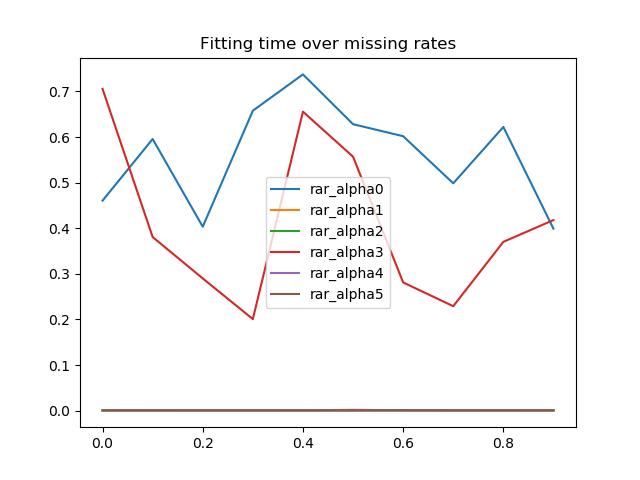 Fitting time over missing rates
0.7
0.6
0.5
0.4
0.3
0.2
0.1
0.0
rar_alpha0
rar_alpha1
rar_alpha2
rar_alpha3
rar_alpha4
rar_alpha5
0.0 0.2 0.4 0.6 0.8